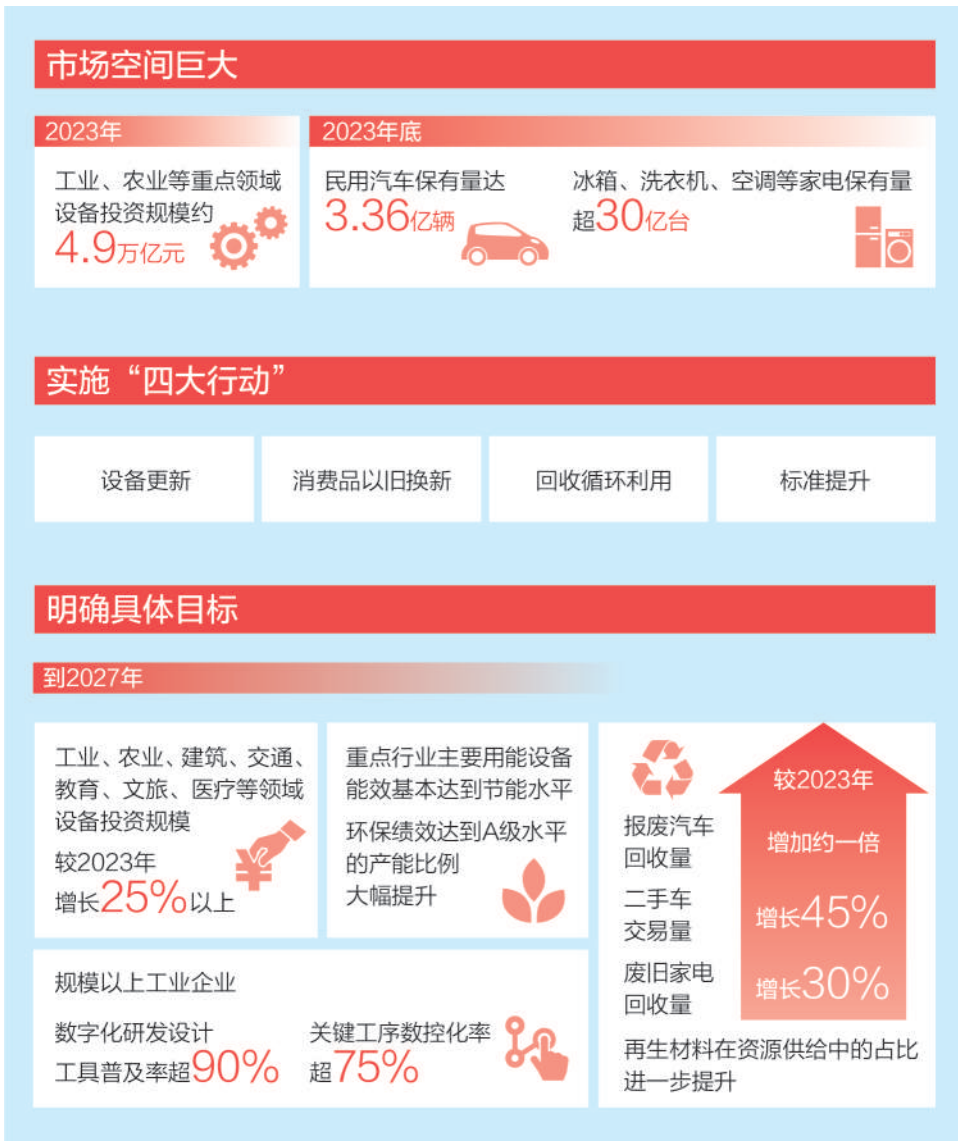 市场空间巨大
2023年
工业、农业等重点领域
设备投资规模约
4.9万亿元
2023年底
民用汽车保有量达
3.36亿辆
冰箱、洗衣机、空调等家电保有量
超30亿台
实施“四大行动”
设备更新
消费品以旧换新
回收循环利用
标准提升
明确具体目标
到2027年
工业、农业、建筑、交通、
教育、文旅、医疗等领域
设备投资规模
较2023年
增长25%以上
重点行业主要用能设备
能效基本达到节能水平
环保绩效达到A级水平
的产能比例
大幅提升
规模以上工业企业
数字化研发设计
工具普及率超90%
关键工序数控化率
超75%
较2023年
报废汽车
回收量
增加约一倍
二手车
交易量
增长45%
废旧家电
回收量
增长30%
再生材料在资源供给中的占比
进一步提升